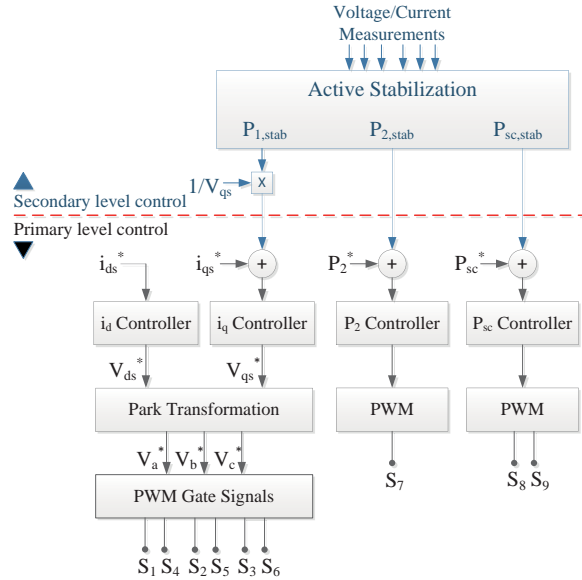 Voltage/Current
Measurements
Active Stabilization
P1,stab P2,stab Psc,stab
1/Vqs X
Secondary level control
Primary level control
ids* iqs* + P2* + Psc* +
id Controller iq Controller P2 Controller Psc Controller
Vds* Vqs*
Park Transformation PWM PWM
Va* Vb* Vc*
S7 S8 S9
PWM Gate Signals
S1 S4 S2 S5 S3 S6